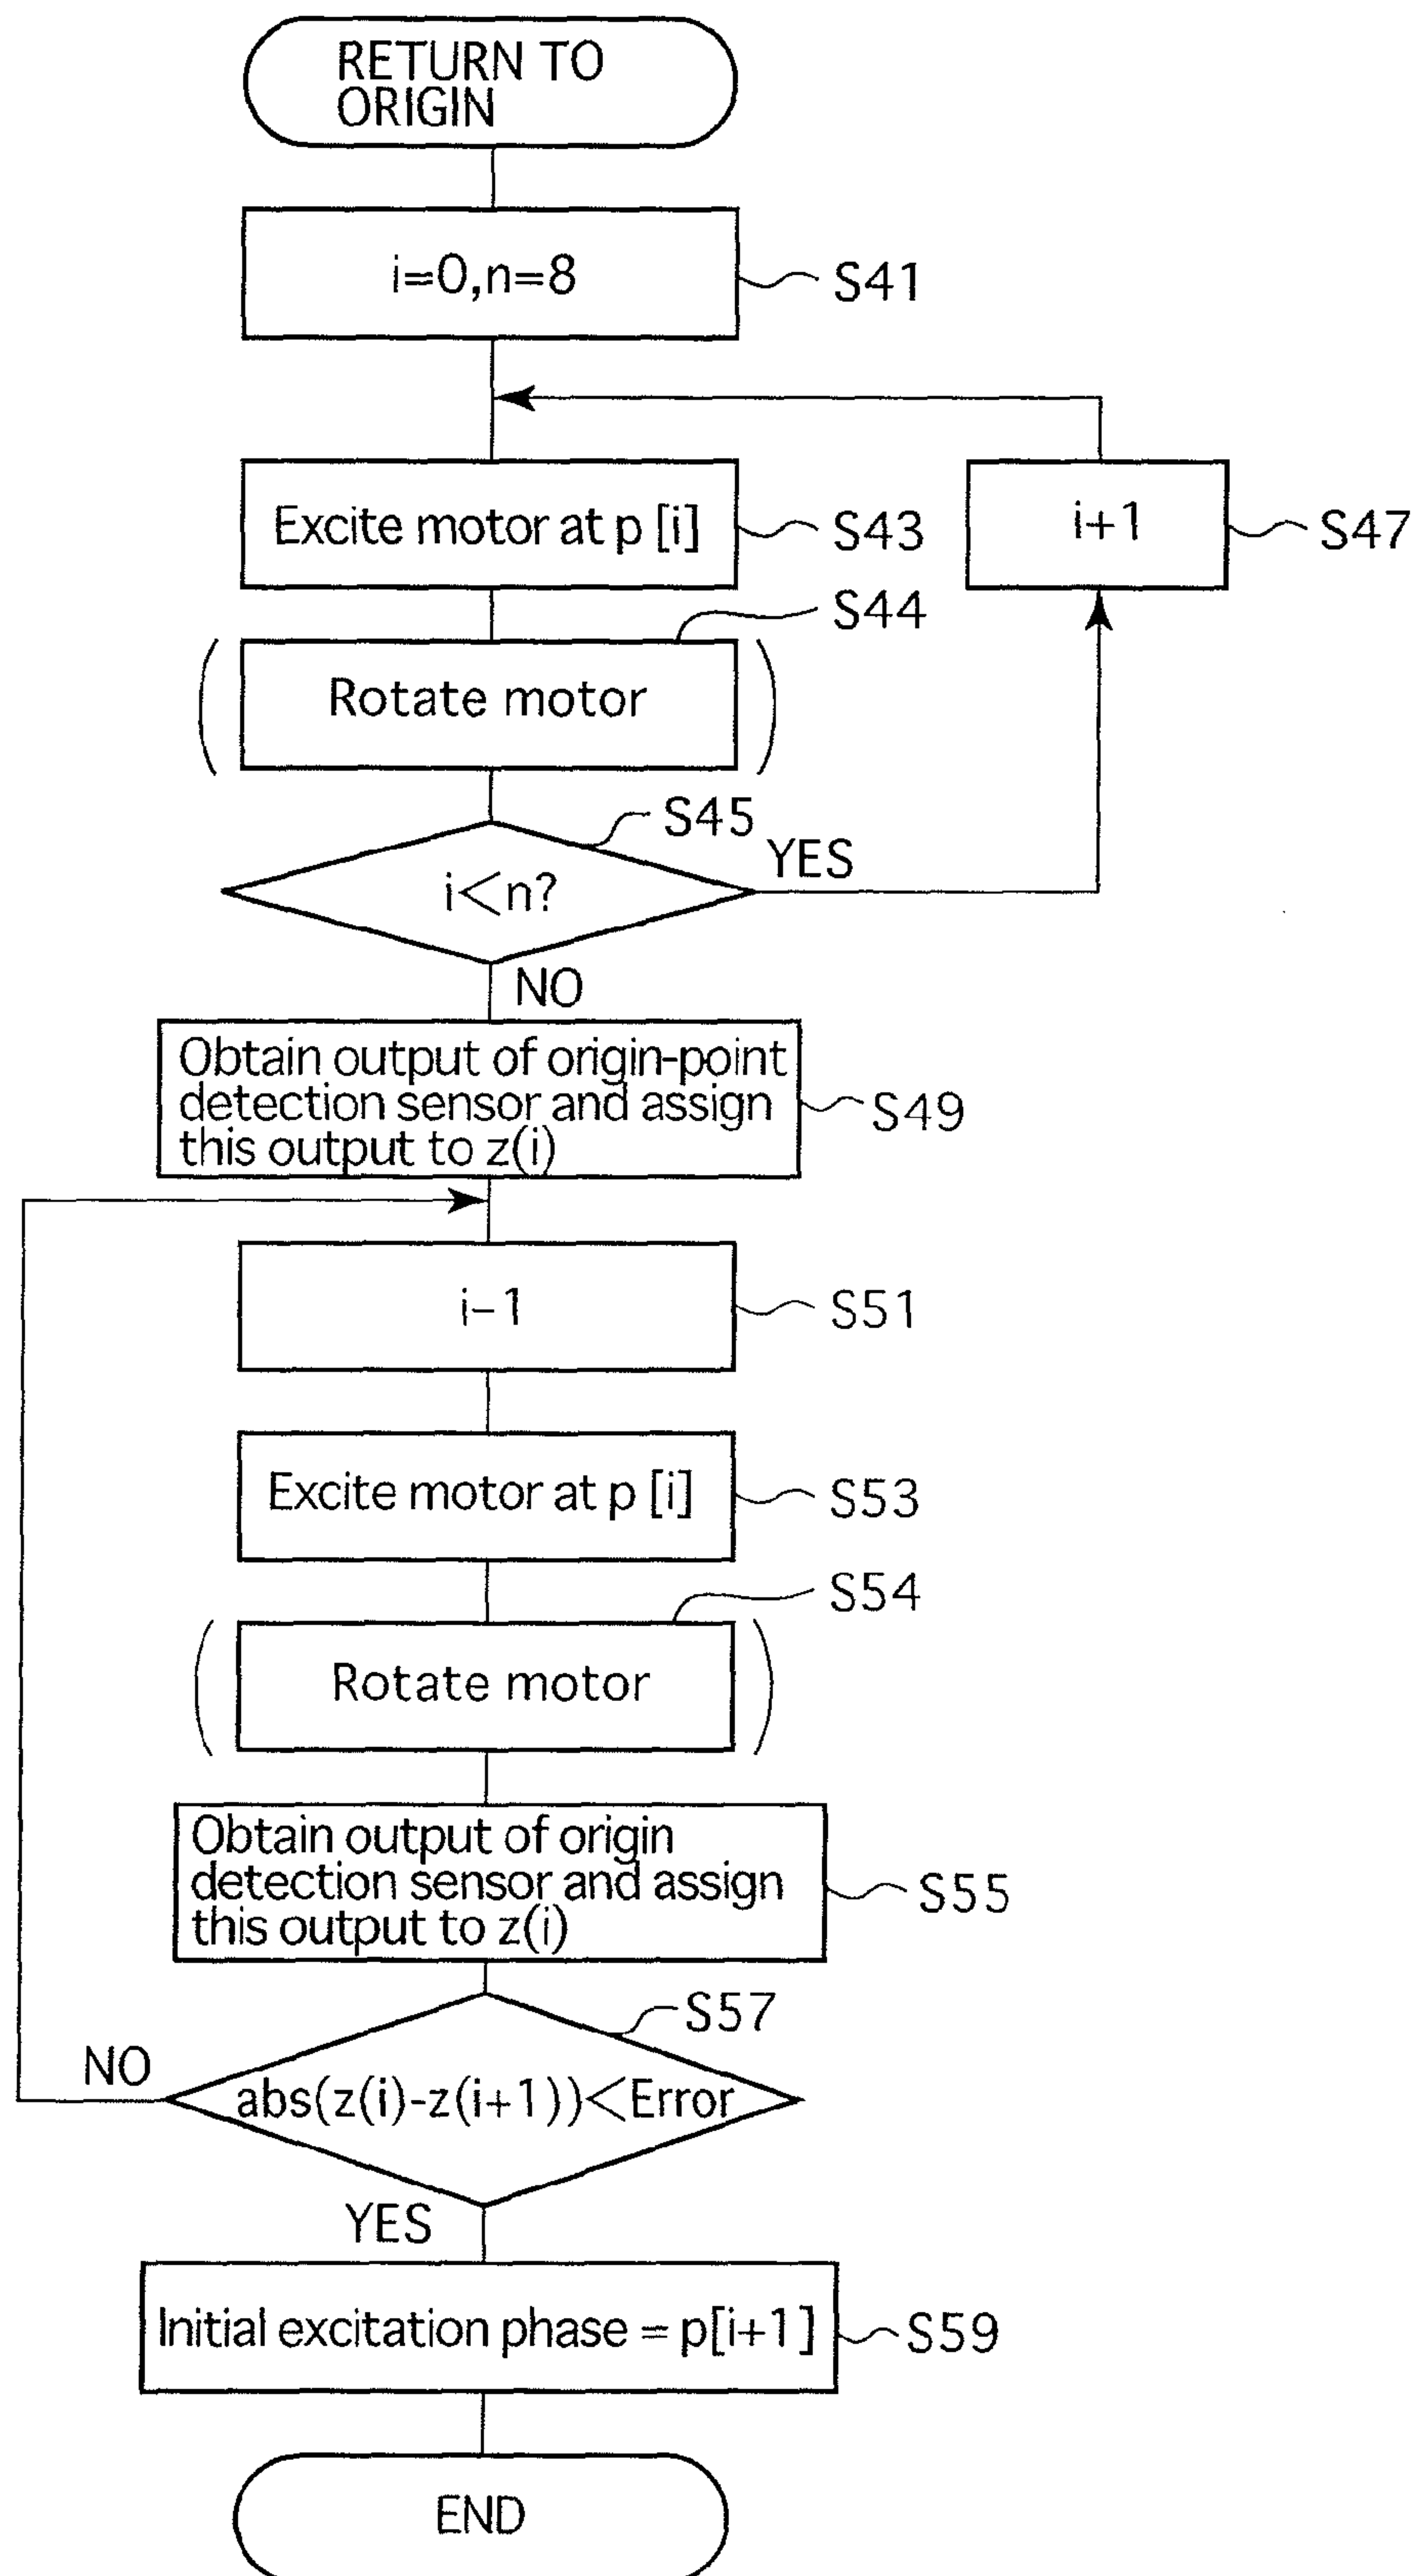 RETURN TO
ORIGIN
i=0,n=8
S41
Excite motor at p [i]
S43
i+1
S47
S44
Rotate motor
S45
i<n?
YES
NO
Obtain output of origin-point
detection sensor and assign
this output to z(i)
S49
i-1
S51
Excite motor at p [i]
S53
S54
Rotate motor
Obtain output of origin
detection sensor and assign
this output to z(i)
S55
S57
NO
abs(z(i)-z(i+1))<Error
YES
Initial excitation phase = p[i+1]
S59
END